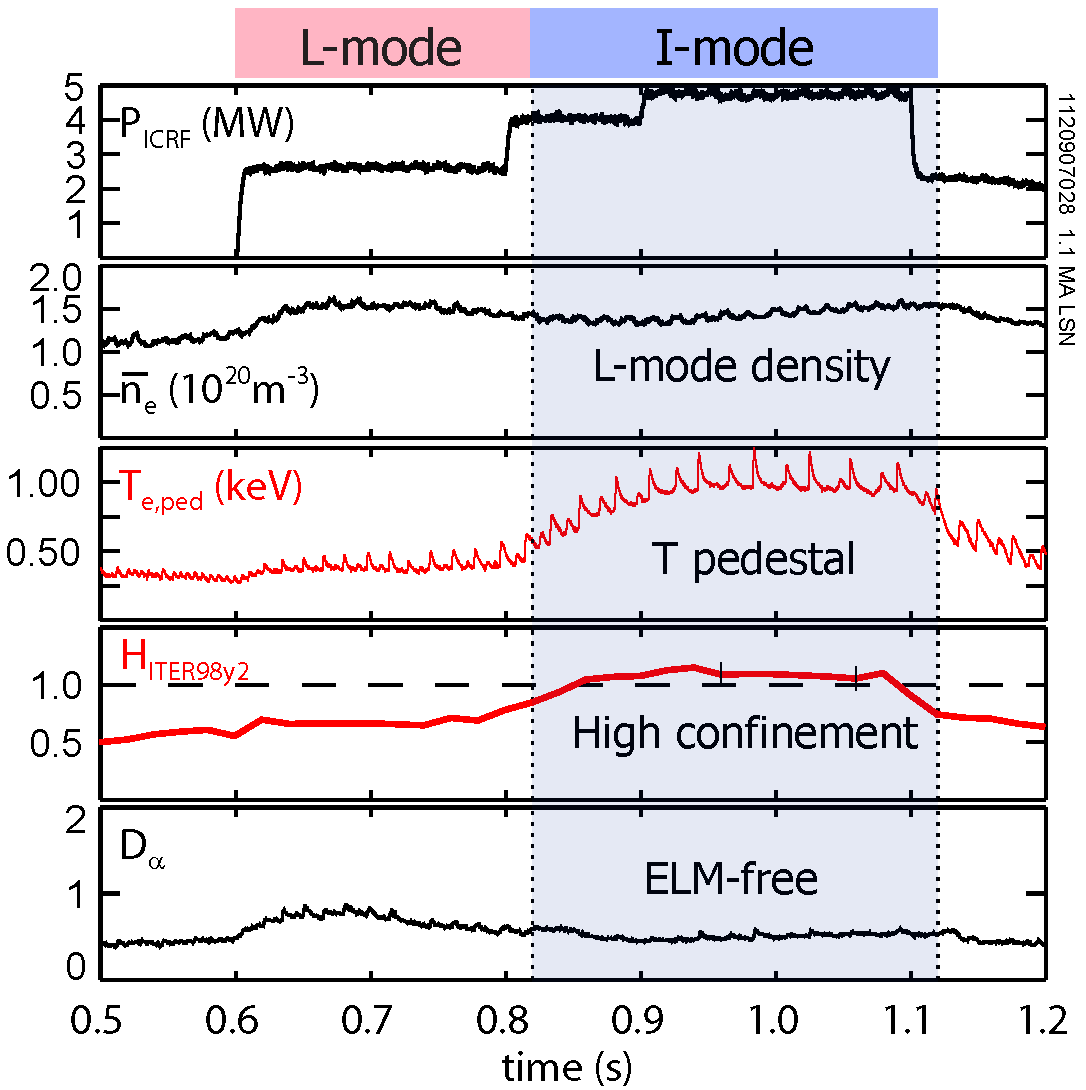 L-mode I-mode
5
P_ICRF (MW)
4
3
2
1
2.0
1.5
1.0
0.5
n̅_e (10^20 m^-3)
L-mode density
T_e,ped (keV)
1.00
0.50
T pedestal
H_ITER98y2
1.0
0.5
High confinement
2
D_α
1
ELM-free
0
0.5 0.6 0.7 0.8 0.9 1.0 1.1 1.2
time (s)
1120907028 1.1 MA LSN